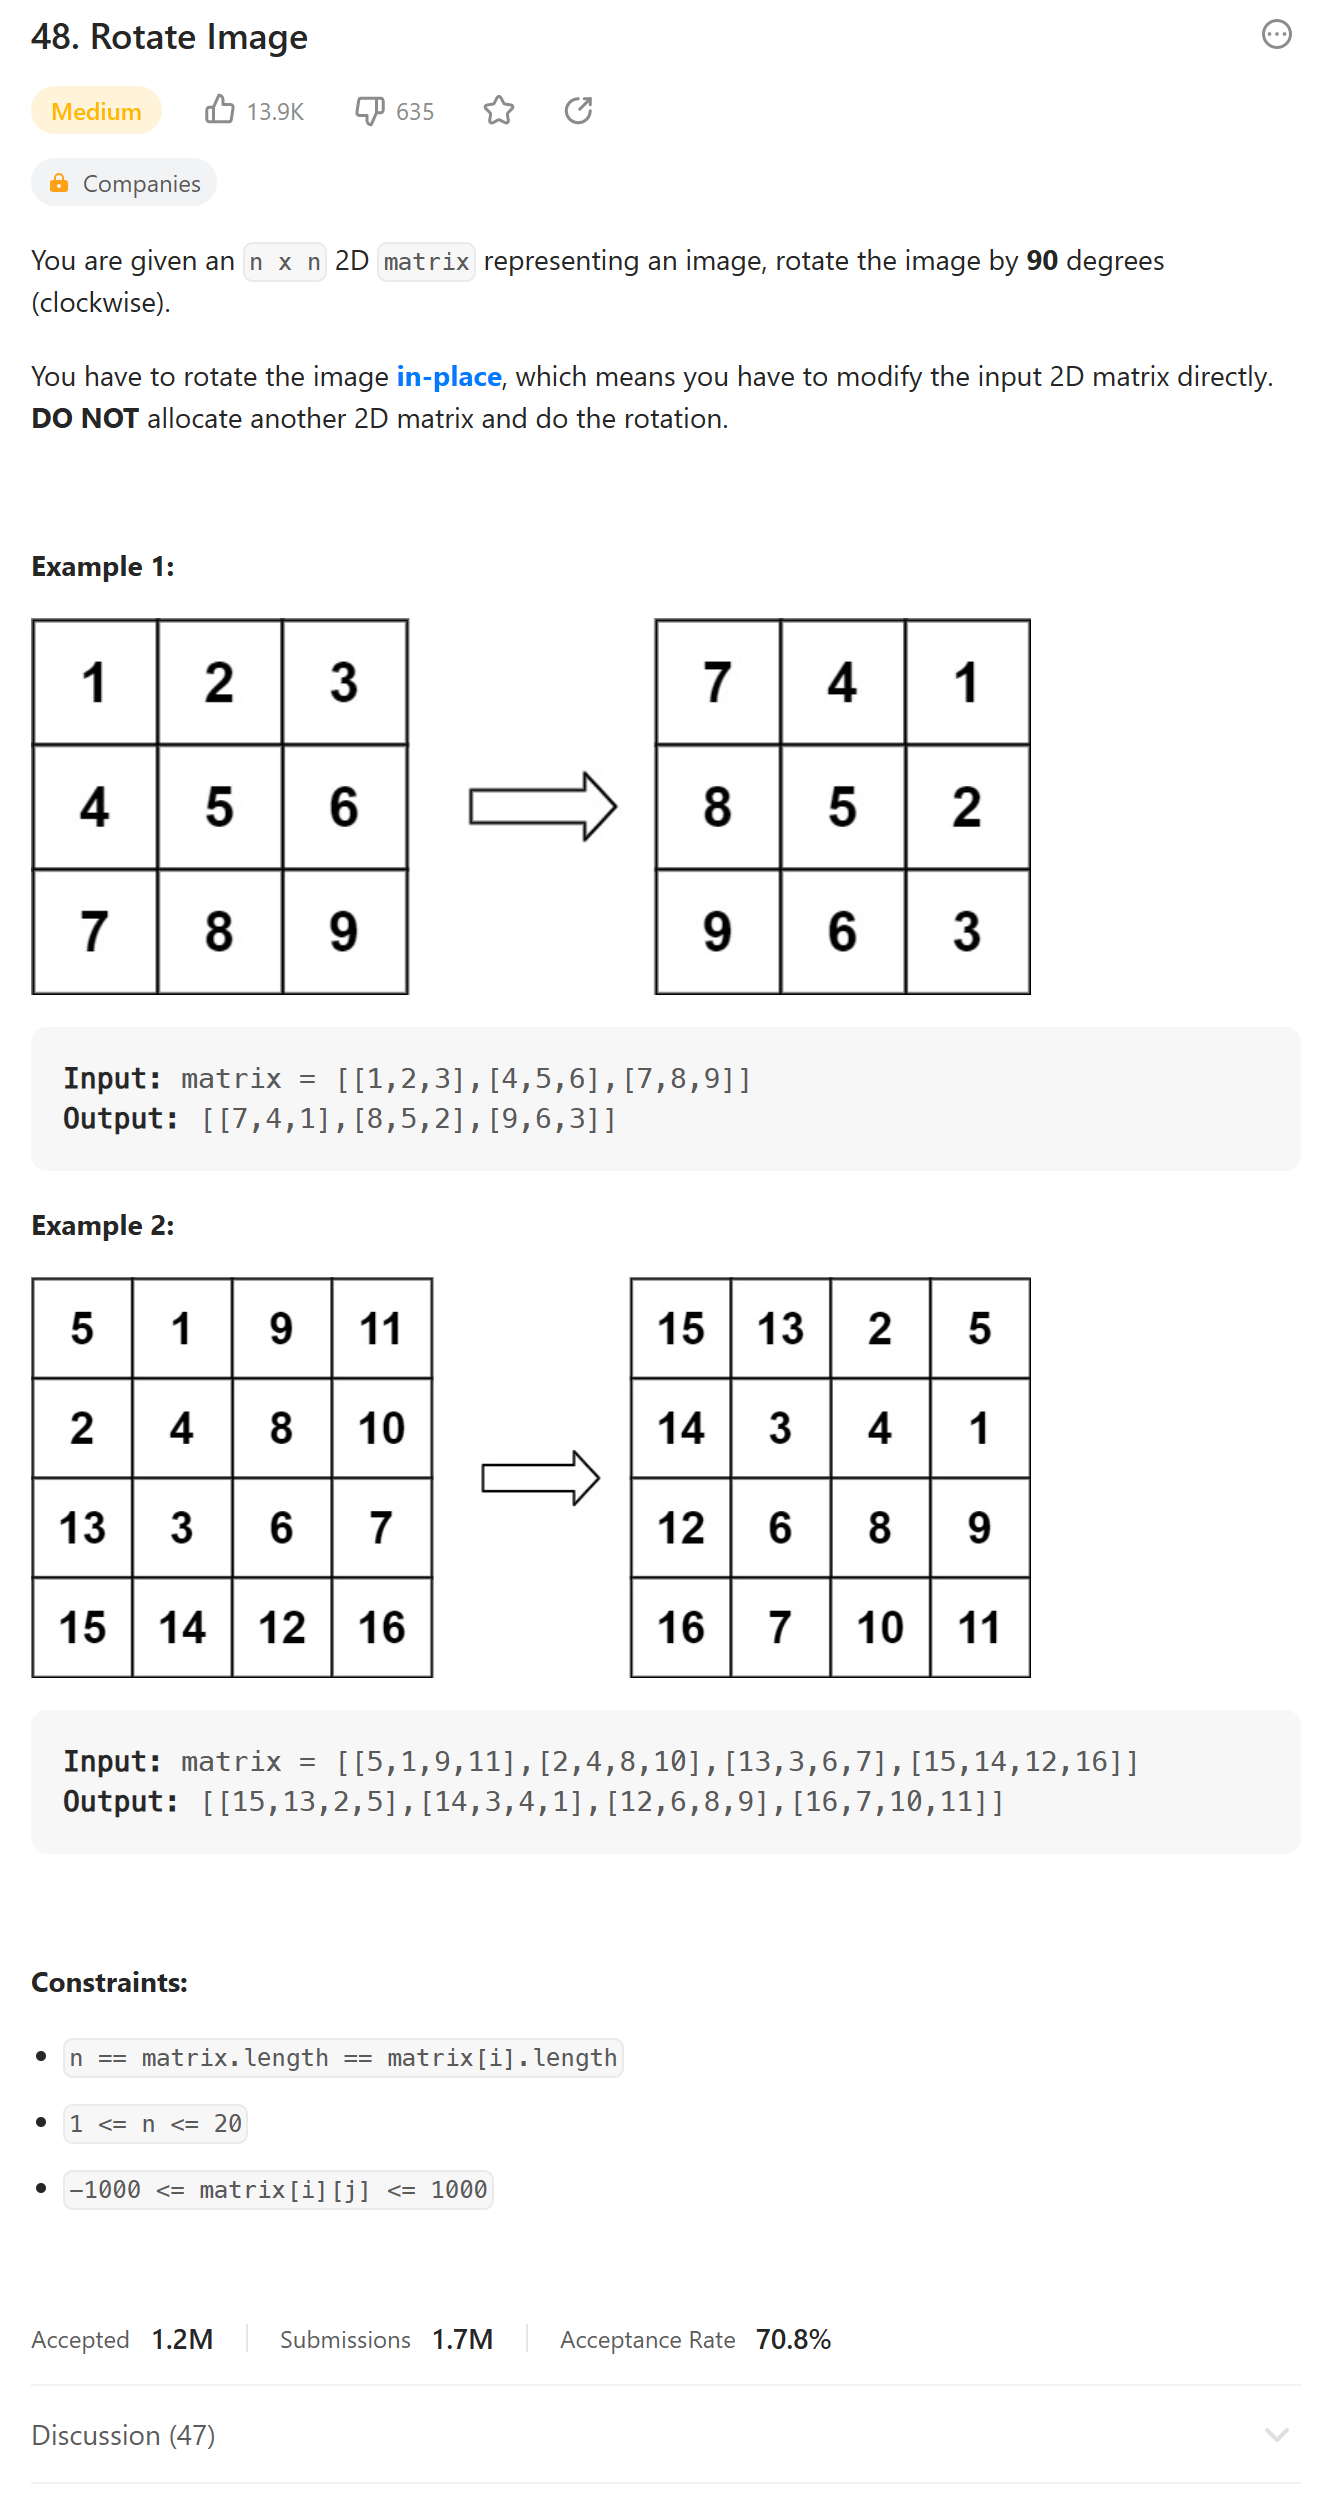 48. Rotate Image
Medium 13.9K 635
Companies
You are given an n x n 2D matrix representing an image, rotate the image by 90 degrees
(clockwise).
You have to rotate the image in-place, which means you have to modify the input 2D matrix directly.
DO NOT allocate another 2D matrix and do the rotation.
Example 1:
1 2 3 7 4 1
4 5 6 8 5 2
7 8 9 9 6 3
Input: matrix = [[1,2,3],[4,5,6],[7,8,9]]
Output: [[7,4,1],[8,5,2],[9,6,3]]
Example 2:
5 1 9 11 15 13 2 5
2 4 8 10 14 3 4 1
13 3 6 7 12 6 8 9
15 14 12 16 16 7 10 11
Input: matrix = [[5,1,9,11],[2,4,8,10],[13,3,6,7],[15,14,12,16]]
Output: [[15,13,2,5],[14,3,4,1],[12,6,8,9],[16,7,10,11]]
Constraints:
• n == matrix.length == matrix[i].length
• 1 <= n <= 20
• -1000 <= matrix[i][j] <= 1000
Accepted 1.2M Submissions 1.7M Acceptance Rate 70.8%
Discussion (47)